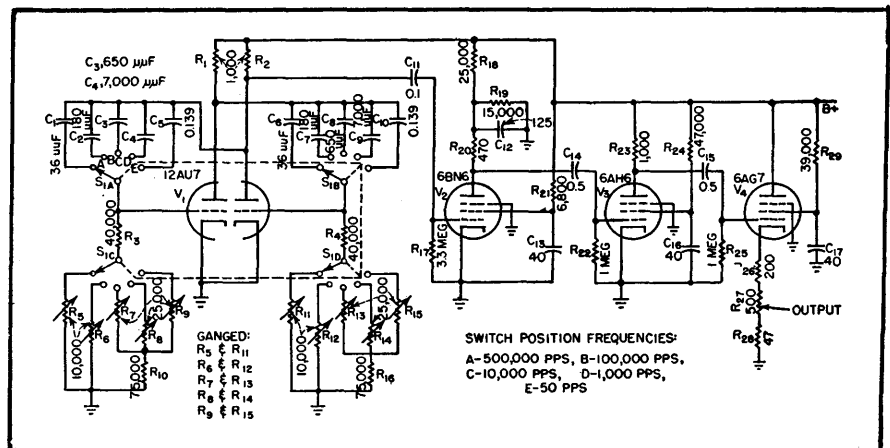 C3,650 μμF
C4,7,000 μμF
C1
36 μμF
C2
180 μμF
C3
C4
C5
0.139
A B C D E
S1A
12AU7
V1
R1
1,000
R2
C6
36 μμF
C7
180 μμF
C8
650 μμF
C9
C10
0.139
S1B
40,000
R3
R4
40,000
S1C
S1D
R5
10,000
R6
R7
25,000
R8
R9
75,000
R10
GANGED:
R5 & R11
R6 & R12
R7 & R13
R8 & R14
R9 & R15
R11
10,000
R12
R13
25,000
R14
R15
75,000
R16
C11
0.1
25,000
R18
R19
15,000
.125
C12
R20
470
6BN6
V2
R17
3.3 MEG
C14
0.5
R21
6,800
C13
40
R22
1 MEG
6AH6
V3
R23
1,000
R24
47,000
C15
0.5
C16
40
R25
1 MEG
6AG7
V4
B+
39,000
R29
C17
40
R26
200
R27
500
OUTPUT
R28
47
SWITCH POSITION FREQUENCIES:
A-500,000 PPS, B-100,000 PPS,
C-10,000 PPS, D-1,000 PPS,
E-50 PPS